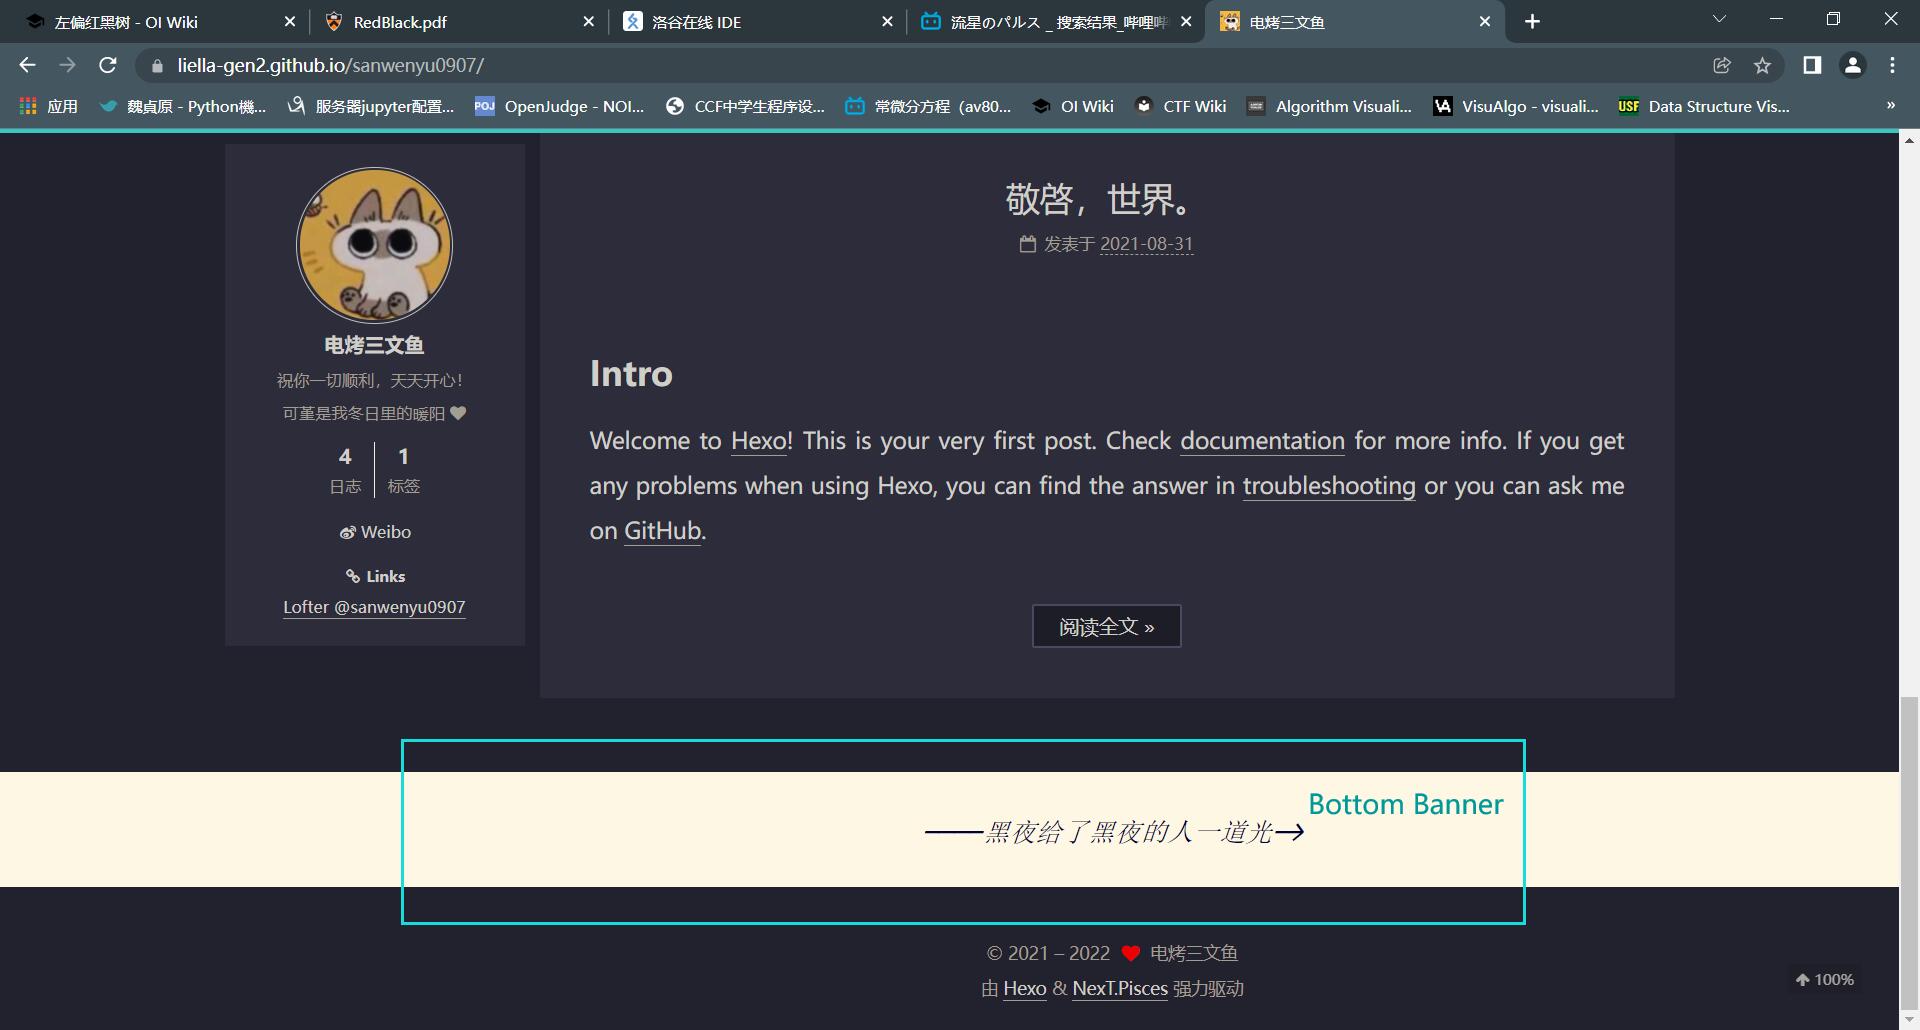 左偏红黑树 - OI Wiki
RedBlack.pdf
洛谷在线 IDE
流星のパルス _ 搜索结果_哔哩哔
电烤三文鱼
liella-gen2.github.io/sanwenyu0907/
应用
魏贞原 - Python機...
服务器jupyter配置...
POJ
OpenJudge - NOI...
CCF中学生程序设...
常微分方程（av80...
OI Wiki
CTF Wiki
Algorithm Visuali...
VisuAlgo - visuali...
USF
Data Structure Vis...
»
电烤三文鱼
祝你一切顺利，天天开心！
可堇是我冬日里的暖阳
4
日志
1
标签
Weibo
Links
Lofter @sanwenyu0907
敬啓，世界。
发表于 2021-08-31
Intro
Welcome to Hexo! This is your very first post. Check documentation for more info. If you get
any problems when using Hexo, you can find the answer in troubleshooting or you can ask me
on GitHub.
阅读全文 »
Bottom Banner
——黑夜给了黑夜的人一道光→
© 2021 – 2022 ❤ 电烤三文鱼
由 Hexo & NexT.Pisces 强力驱动
100%